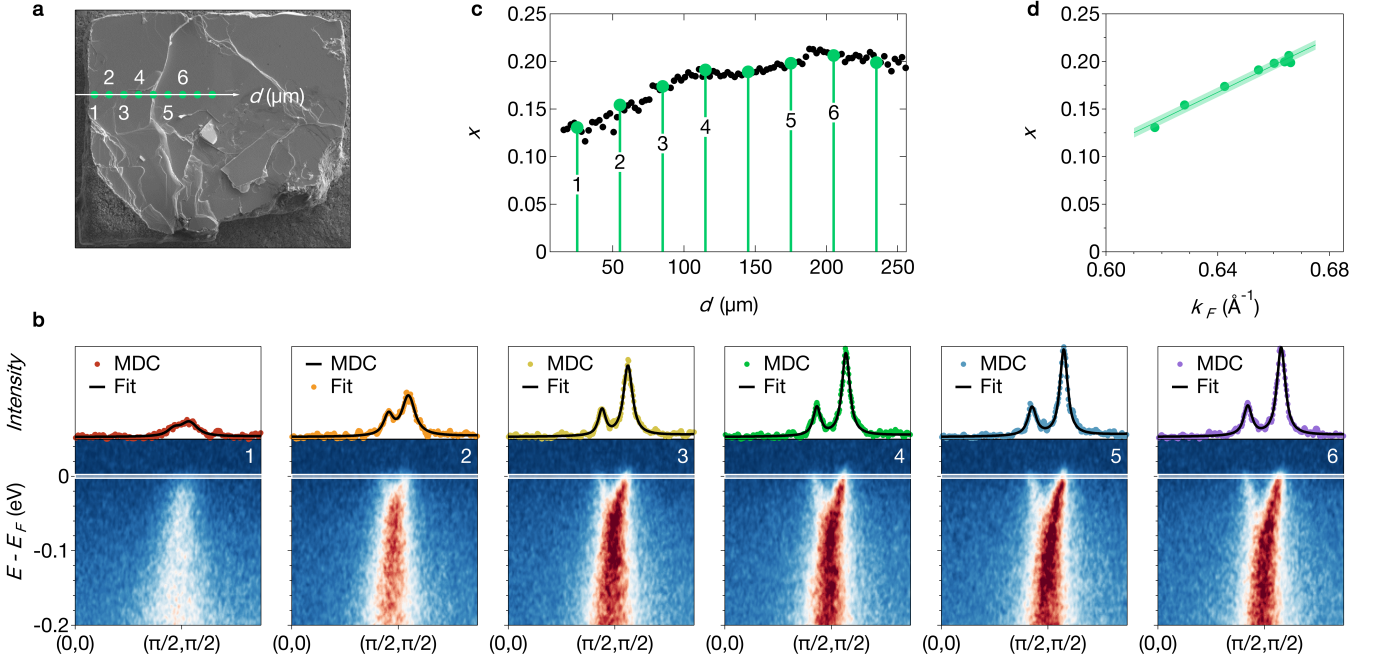 a
2 4 6
d (μm)
1 3 5
c
0.25
0.20
0.15
0.10
0.05
0
x
1
2
3
4
5
6
50 100 150 200 250
d (μm)
d
0.25
0.20
0.15
0.10
0.05
0
x
0.60 0.64 0.68
k F (Å-1)
b
Intensity
MDC
Fit
MDC
Fit
MDC
Fit
MDC
Fit
MDC
Fit
MDC
Fit
1 2 3 4 5 6
E - E F (eV)
0
-0.1
-0.2
(0,0) (π/2,π/2) (0,0) (π/2,π/2) (0,0) (π/2,π/2) (0,0) (π/2,π/2) (0,0) (π/2,π/2) (0,0) (π/2,π/2)